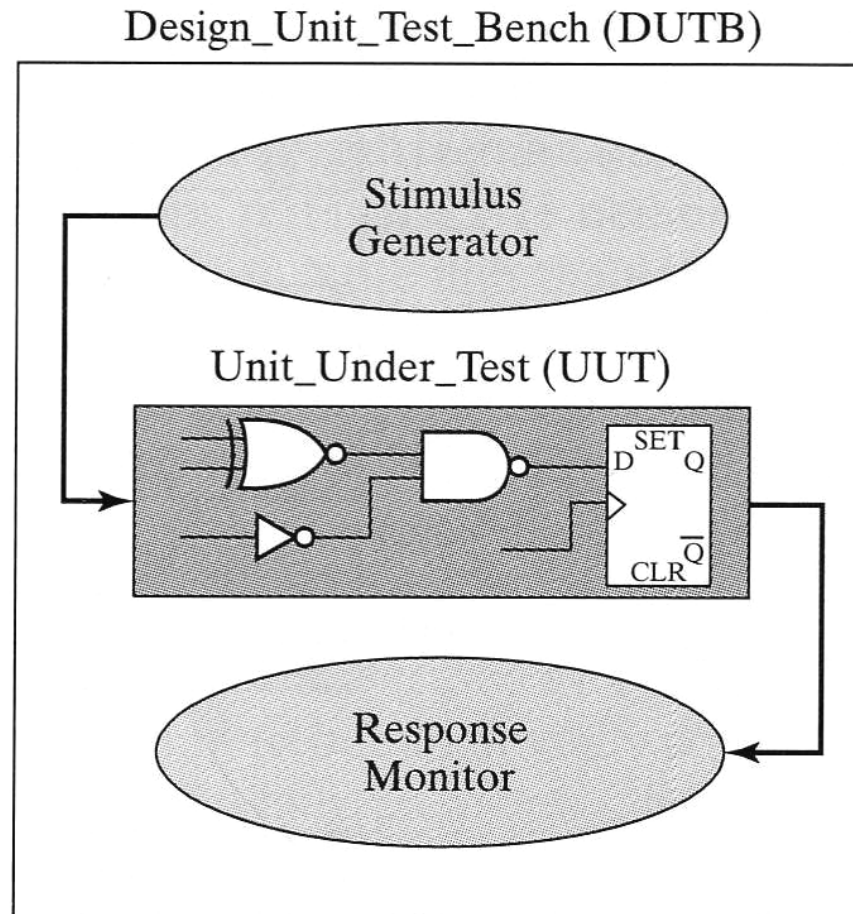 Design_Unit_Test_Bench (DUTB)
Stimulus
Generator
Unit_Under_Test (UUT)
SET
D Q
Q̅
CLR
Response
Monitor